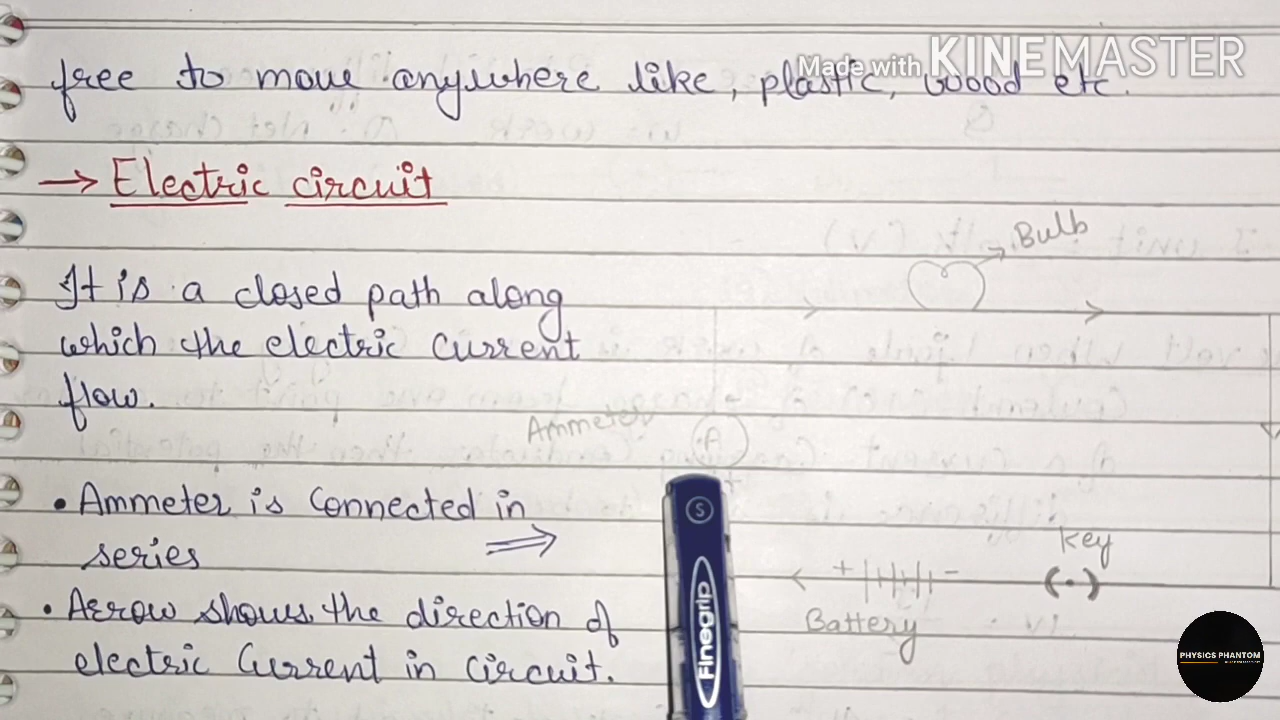 free to move anywhere like, plastic, wood etc.
Made with KINEMASTER
→ Electric circuit
Bulb
It is a closed path along
which the electric current
flow.
Ammeter
A
• Ammeter is connected in
series
⇒
Key
+ −
(·)
Battery
• Arrow shows the direction of
electric current in circuit.
S
Finegrip
PHYSICS PHANTOM